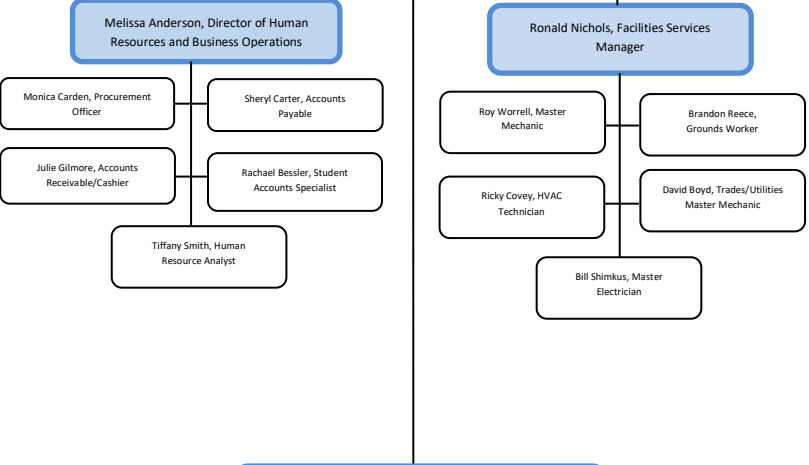 Melissa Anderson, Director of Human
Resources and Business Operations
Monica Carden, Procurement
Officer
Sheryl Carter, Accounts
Payable
Julie Gilmore, Accounts
Receivable/Cashier
Rachael Bessler, Student
Accounts Specialist
Tiffany Smith, Human
Resource Analyst
Ronald Nichols, Facilities Services
Manager
Roy Worrell, Master
Mechanic
Brandon Reece,
Grounds Worker
Ricky Covey, HVAC
Technician
David Boyd, Trades/Utilities
Master Mechanic
Bill Shimkus, Master
Electrician